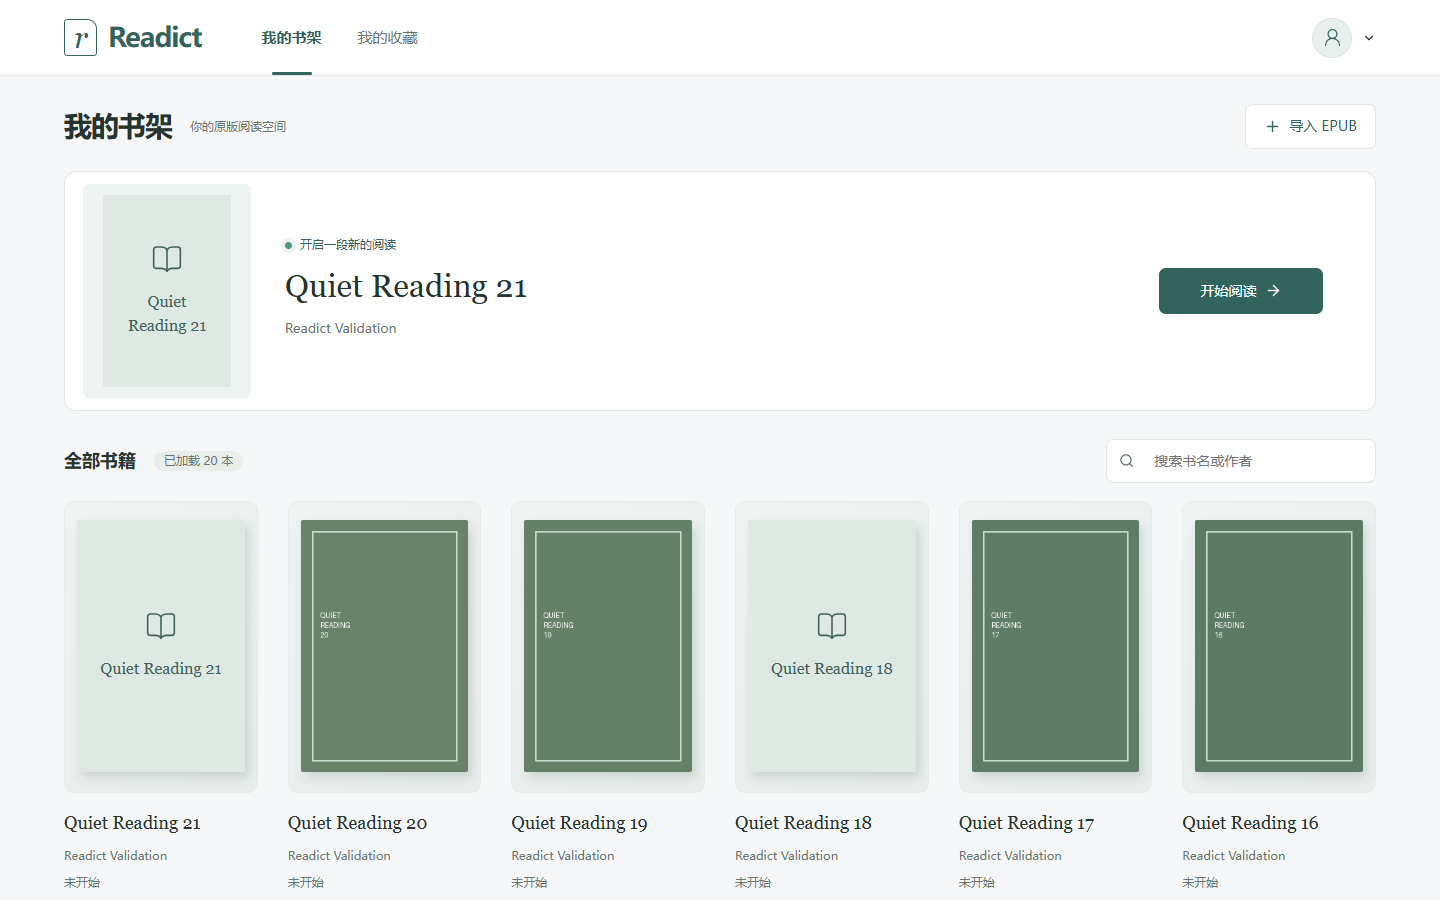 r Readict
我的书架
我的收藏
我的书架
你的原版阅读空间
导入 EPUB
Quiet
Reading 21
开启一段新的阅读
Quiet Reading 21
Readict Validation
开始阅读
全部书籍
已加载 20 本
搜索书名或作者
Quiet Reading 21
QUIET
READING
20
QUIET
READING
19
Quiet Reading 18
QUIET
READING
17
QUIET
READING
16
Quiet Reading 21
Readict Validation
未开始
Quiet Reading 20
Readict Validation
未开始
Quiet Reading 19
Readict Validation
未开始
Quiet Reading 18
Readict Validation
未开始
Quiet Reading 17
Readict Validation
未开始
Quiet Reading 16
Readict Validation
未开始